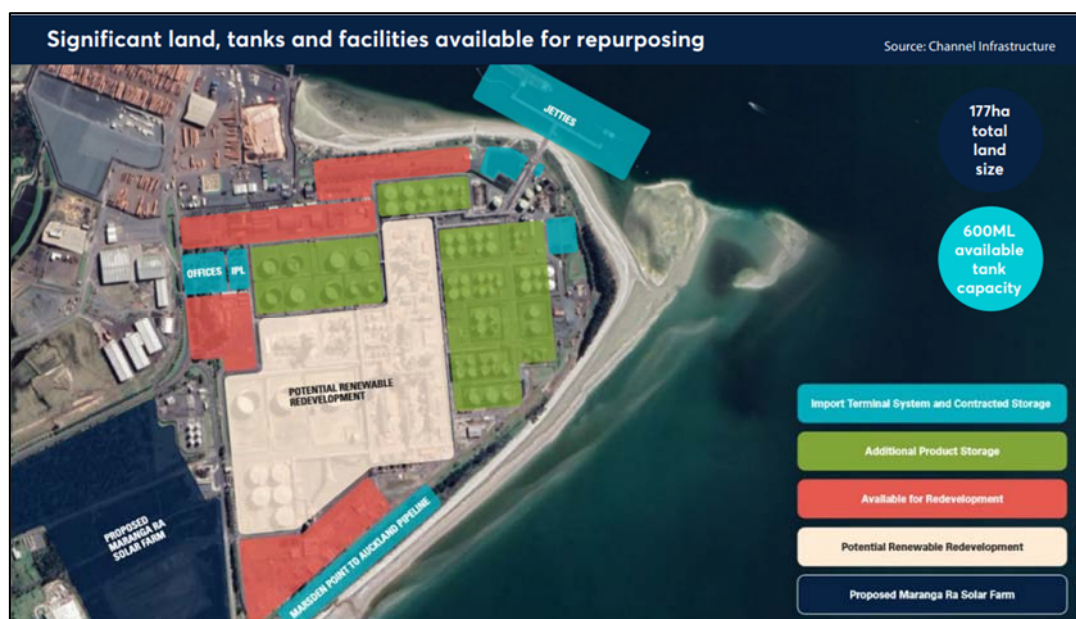 Significant land, tanks and facilities available for repurposing
Source: Channel Infrastructure
JETTIES
177ha
total
land
size
600ML
available
tank
capacity
OFFICES
IPL
POTENTIAL RENEWABLE
REDEVELOPMENT
PROPOSED
MARANGA RA
SOLAR FARM
MARSDEN POINT TO AUCKLAND PIPELINE
Import Terminal System and Contracted Storage
Additional Product Storage
Available for Redevelopment
Potential Renewable Redevelopment
Proposed Maranga Ra Solar Farm